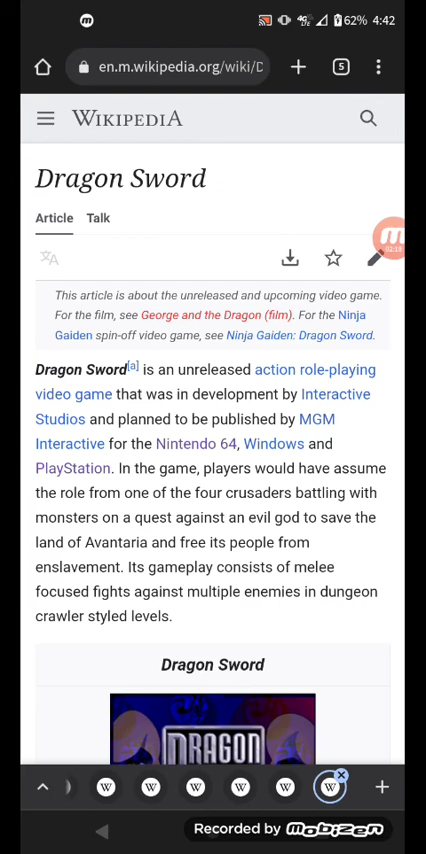 62% 4:42
en.m.wikipedia.org/wiki/D
5
WIKIPEDIA
Dragon Sword
Article Talk
02:19
This article is about the unreleased and upcoming video game.
For the film, see George and the Dragon (film). For the Ninja
Gaiden spin-off video game, see Ninja Gaiden: Dragon Sword.
Dragon Sword[a] is an unreleased action role-playing
video game that was in development by Interactive
Studios and planned to be published by MGM
Interactive for the Nintendo 64, Windows and
PlayStation. In the game, players would have assume
the role from one of the four crusaders battling with
monsters on a quest against an evil god to save the
land of Avantaria and free its people from
enslavement. Its gameplay consists of melee
focused fights against multiple enemies in dungeon
crawler styled levels.
Dragon Sword
DRAGON
W W W W W W
Recorded by mobizen